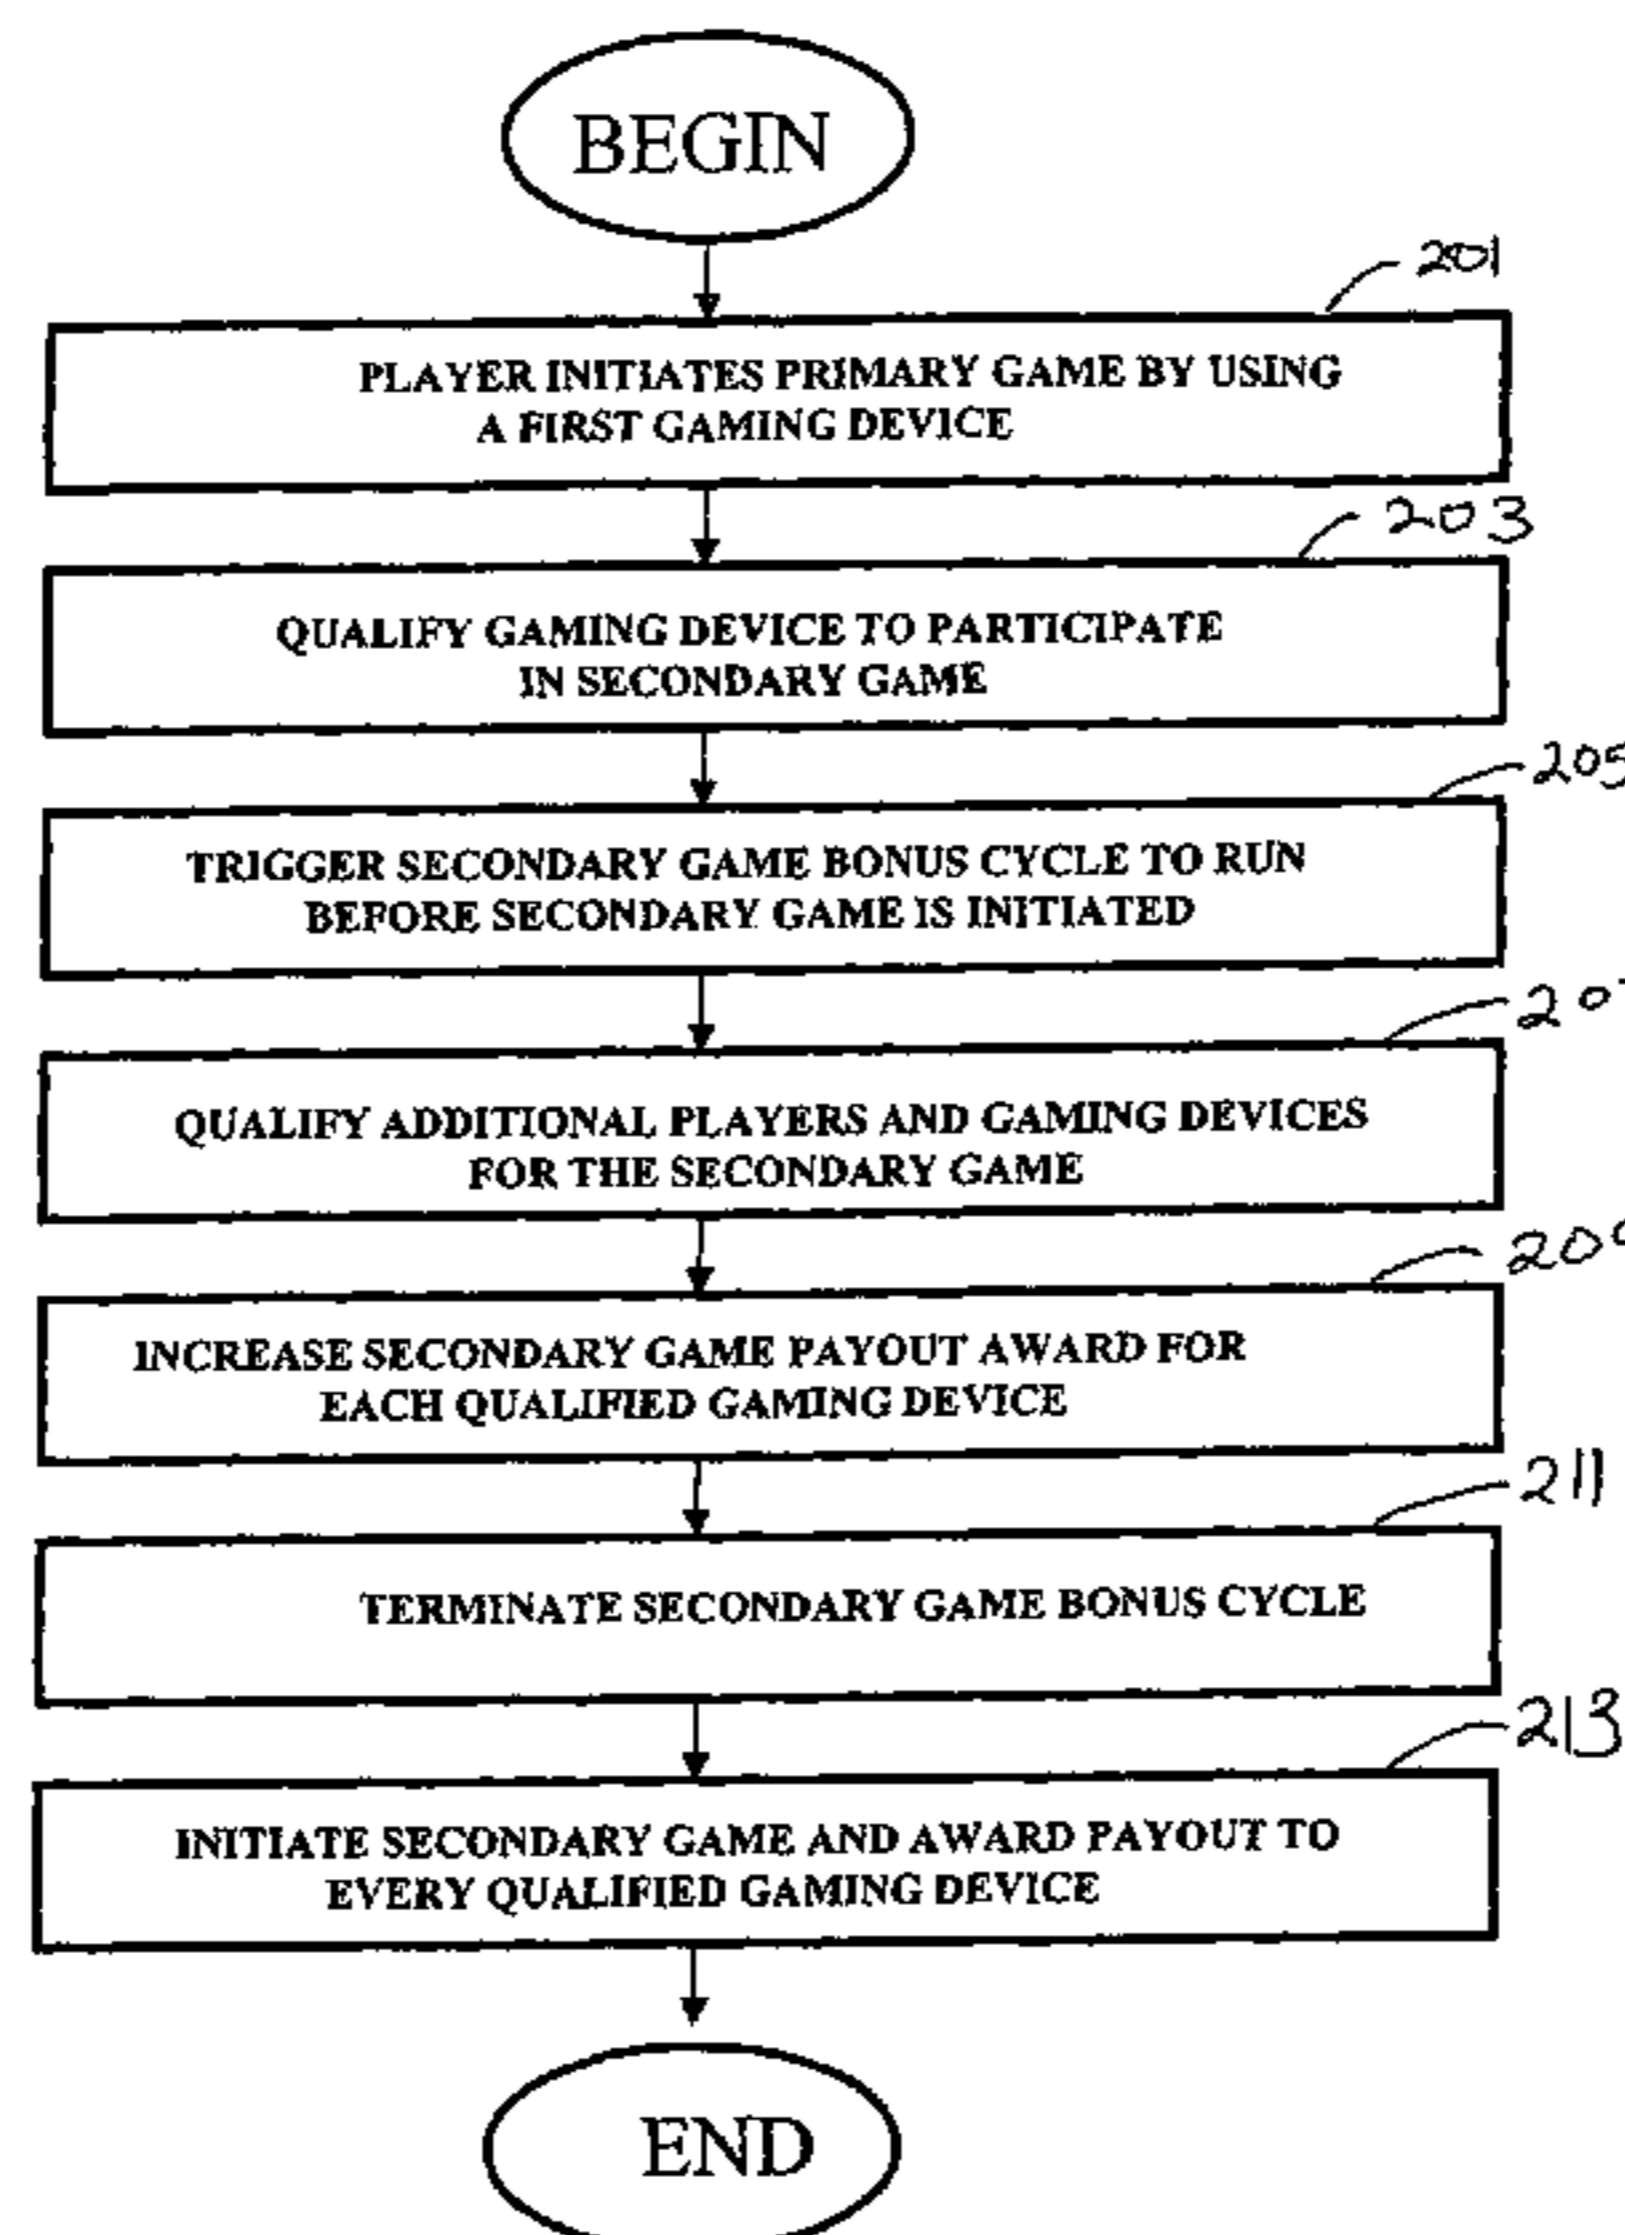 BEGIN
201
PLAYER INITIATES PRIMARY GAME BY USING
A FIRST GAMING DEVICE
203
QUALIFY GAMING DEVICE TO PARTICIPATE
IN SECONDARY GAME
205
TRIGGER SECONDARY GAME BONUS CYCLE TO RUN
BEFORE SECONDARY GAME IS INITIATED
QUALIFY ADDITIONAL PLAYERS AND GAMING DEVICES
FOR THE SECONDARY GAME
INCREASE SECONDARY GAME PAYOUT AWARD FOR
EACH QUALIFIED GAMING DEVICE
211
TERMINATE SECONDARY GAME BONUS CYCLE
213
INITIATE SECONDARY GAME AND AWARD PAYOUT TO
EVERY QUALIFIED GAMING DEVICE
END